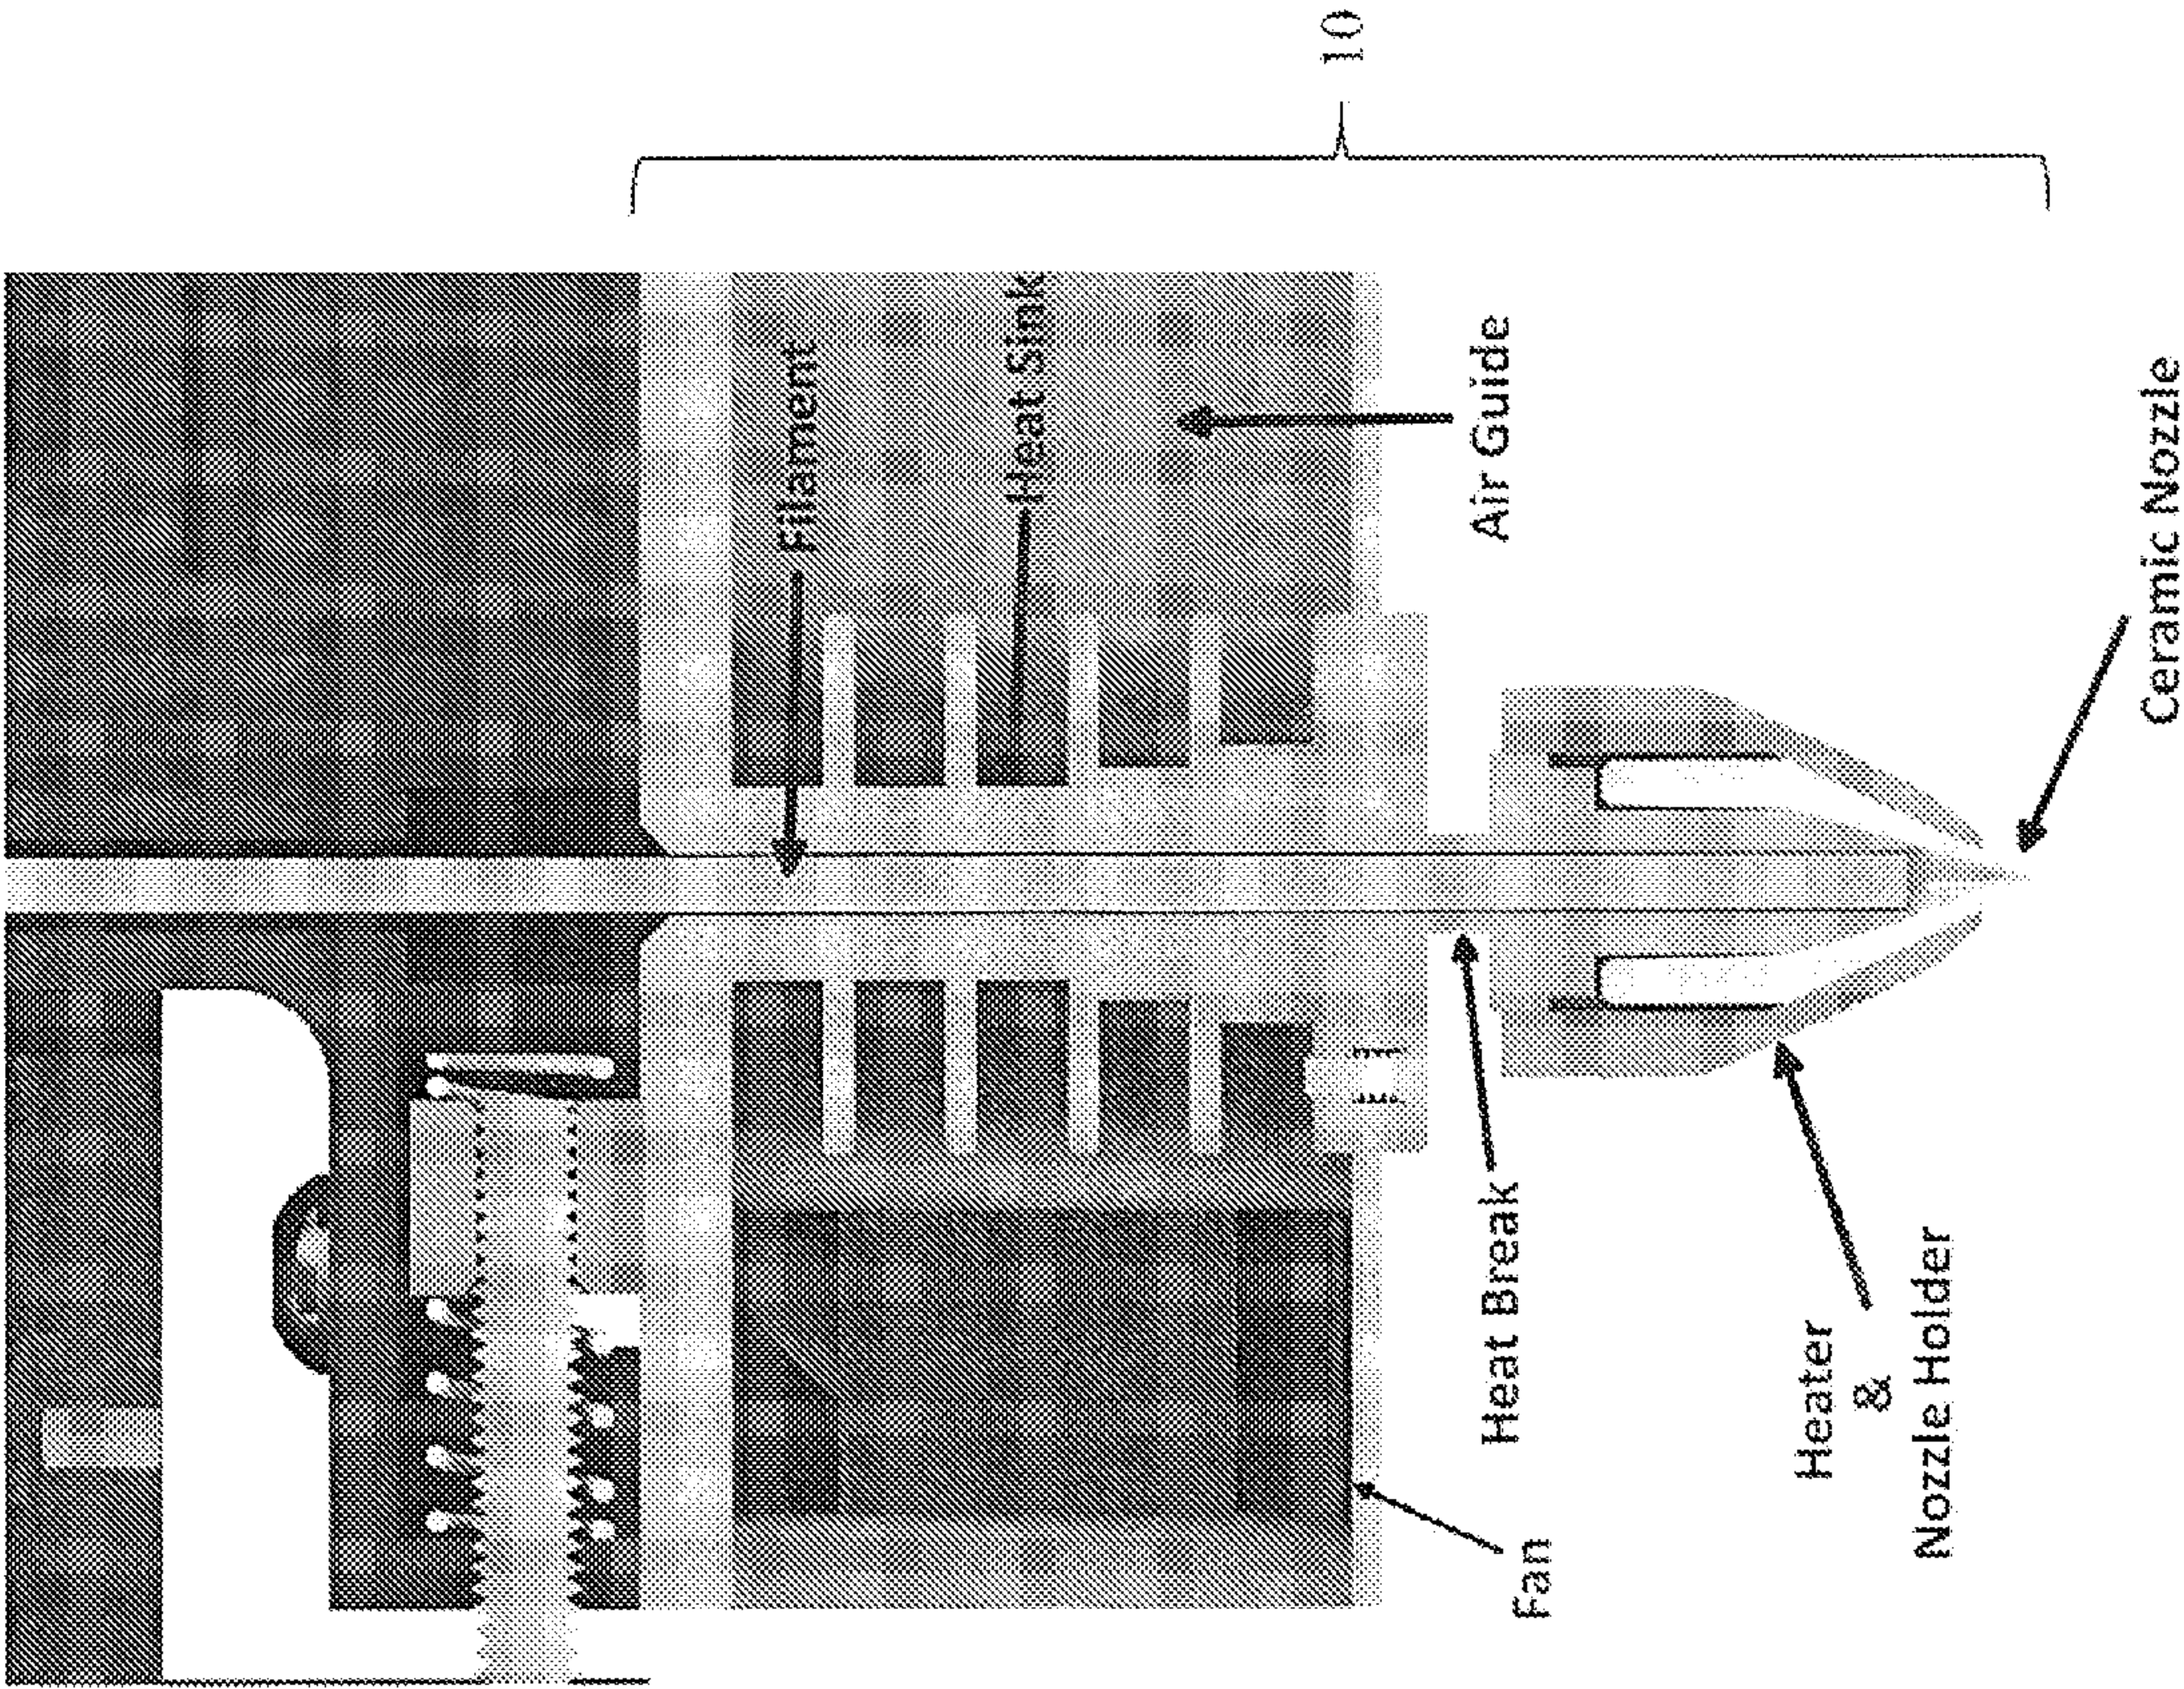 10
Filament
Heat Sink
Air Guide
Ceramic Nozzle
Heat Break
Heater
&
Nozzle Holder
Fan